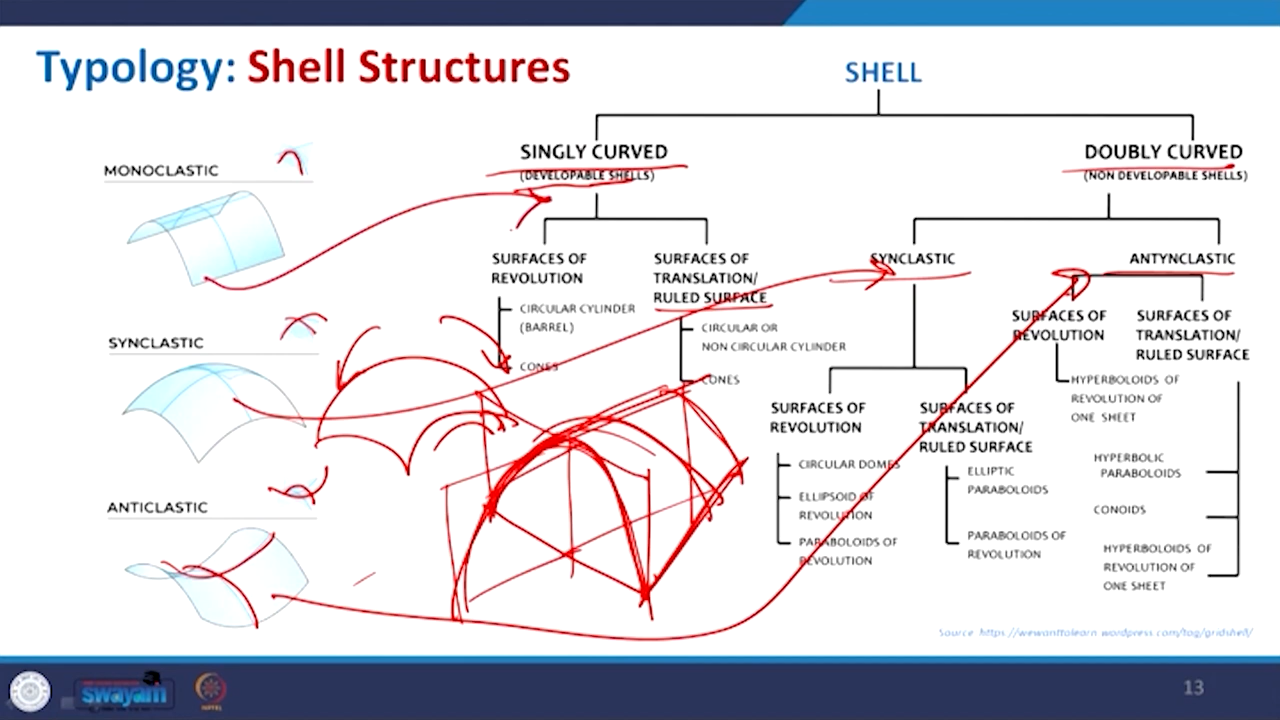 Typology: Shell Structures
MONOCLASTIC
SYNCLASTIC
ANTICLASTIC
SHELL
SINGLY CURVED
(DEVELOPABLE SHELLS)
SURFACES OF
REVOLUTION
CIRCULAR CYLINDER
(BARREL)
CONES
SURFACES OF
TRANSLATION/
RULED SURFACE
CIRCULAR OR
NON CIRCULAR CYLINDER
CONES
DOUBLY CURVED
(NON DEVELOPABLE SHELLS)
SYNCLASTIC
SURFACES OF
REVOLUTION
CIRCULAR DOMES
ELLIPSOID OF
REVOLUTION
PARABOLOIDS OF
REVOLUTION
SURFACES OF
TRANSLATION/
RULED SURFACE
ELLIPTIC
PARABOLOIDS
PARABOLOIDS OF
REVOLUTION
ANTYNCLASTIC
SURFACES OF
REVOLUTION
HYPERBOLOIDS OF
REVOLUTION OF
ONE SHEET
SURFACES OF
TRANSLATION/
RULED SURFACE
HYPERBOLIC
PARABOLOIDS
CONOIDS
HYPERBOLOIDS OF
REVOLUTION OF
ONE SHEET
Source: https://wewanttolearn.wordpress.com/tag/gridshell/
swayam
13